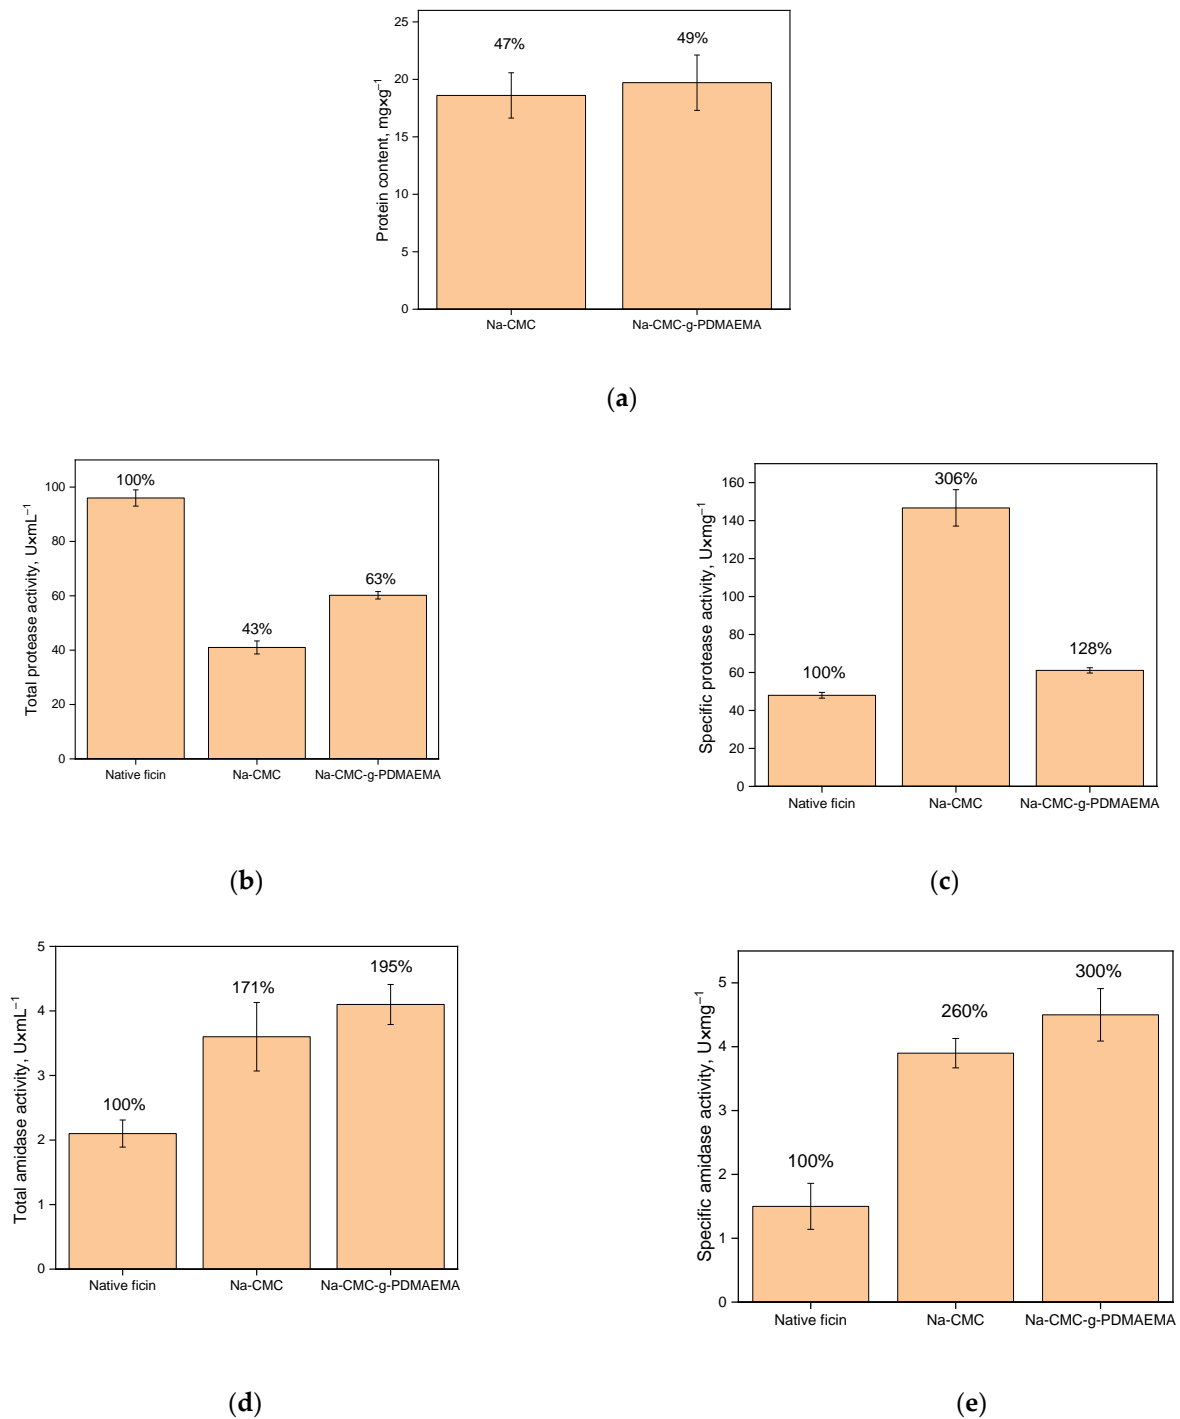 25
20
15
10
5
0
Protein content, mg×g⁻¹
47%
49%
Na-CMC
Na-CMC-g-PDMAEMA
(a)
100
80
60
40
20
0
Total protease activity, U×mL⁻¹
100%
43%
63%
Native ficin
Na-CMC
Na-CMC-g-PDMAEMA
(b)
160
140
120
100
80
60
40
20
0
Specific protease activity, U×mg⁻¹
100%
306%
128%
Native ficin
Na-CMC
Na-CMC-g-PDMAEMA
(c)
5
4
3
2
1
0
Total amidase activity, U×mL⁻¹
100%
171%
195%
Native ficin
Na-CMC
Na-CMC-g-PDMAEMA
(d)
5
4
3
2
1
0
Specific amidase activity, U×mg⁻¹
100%
260%
300%
Native ficin
Na-CMC
Na-CMC-g-PDMAEMA
(e)